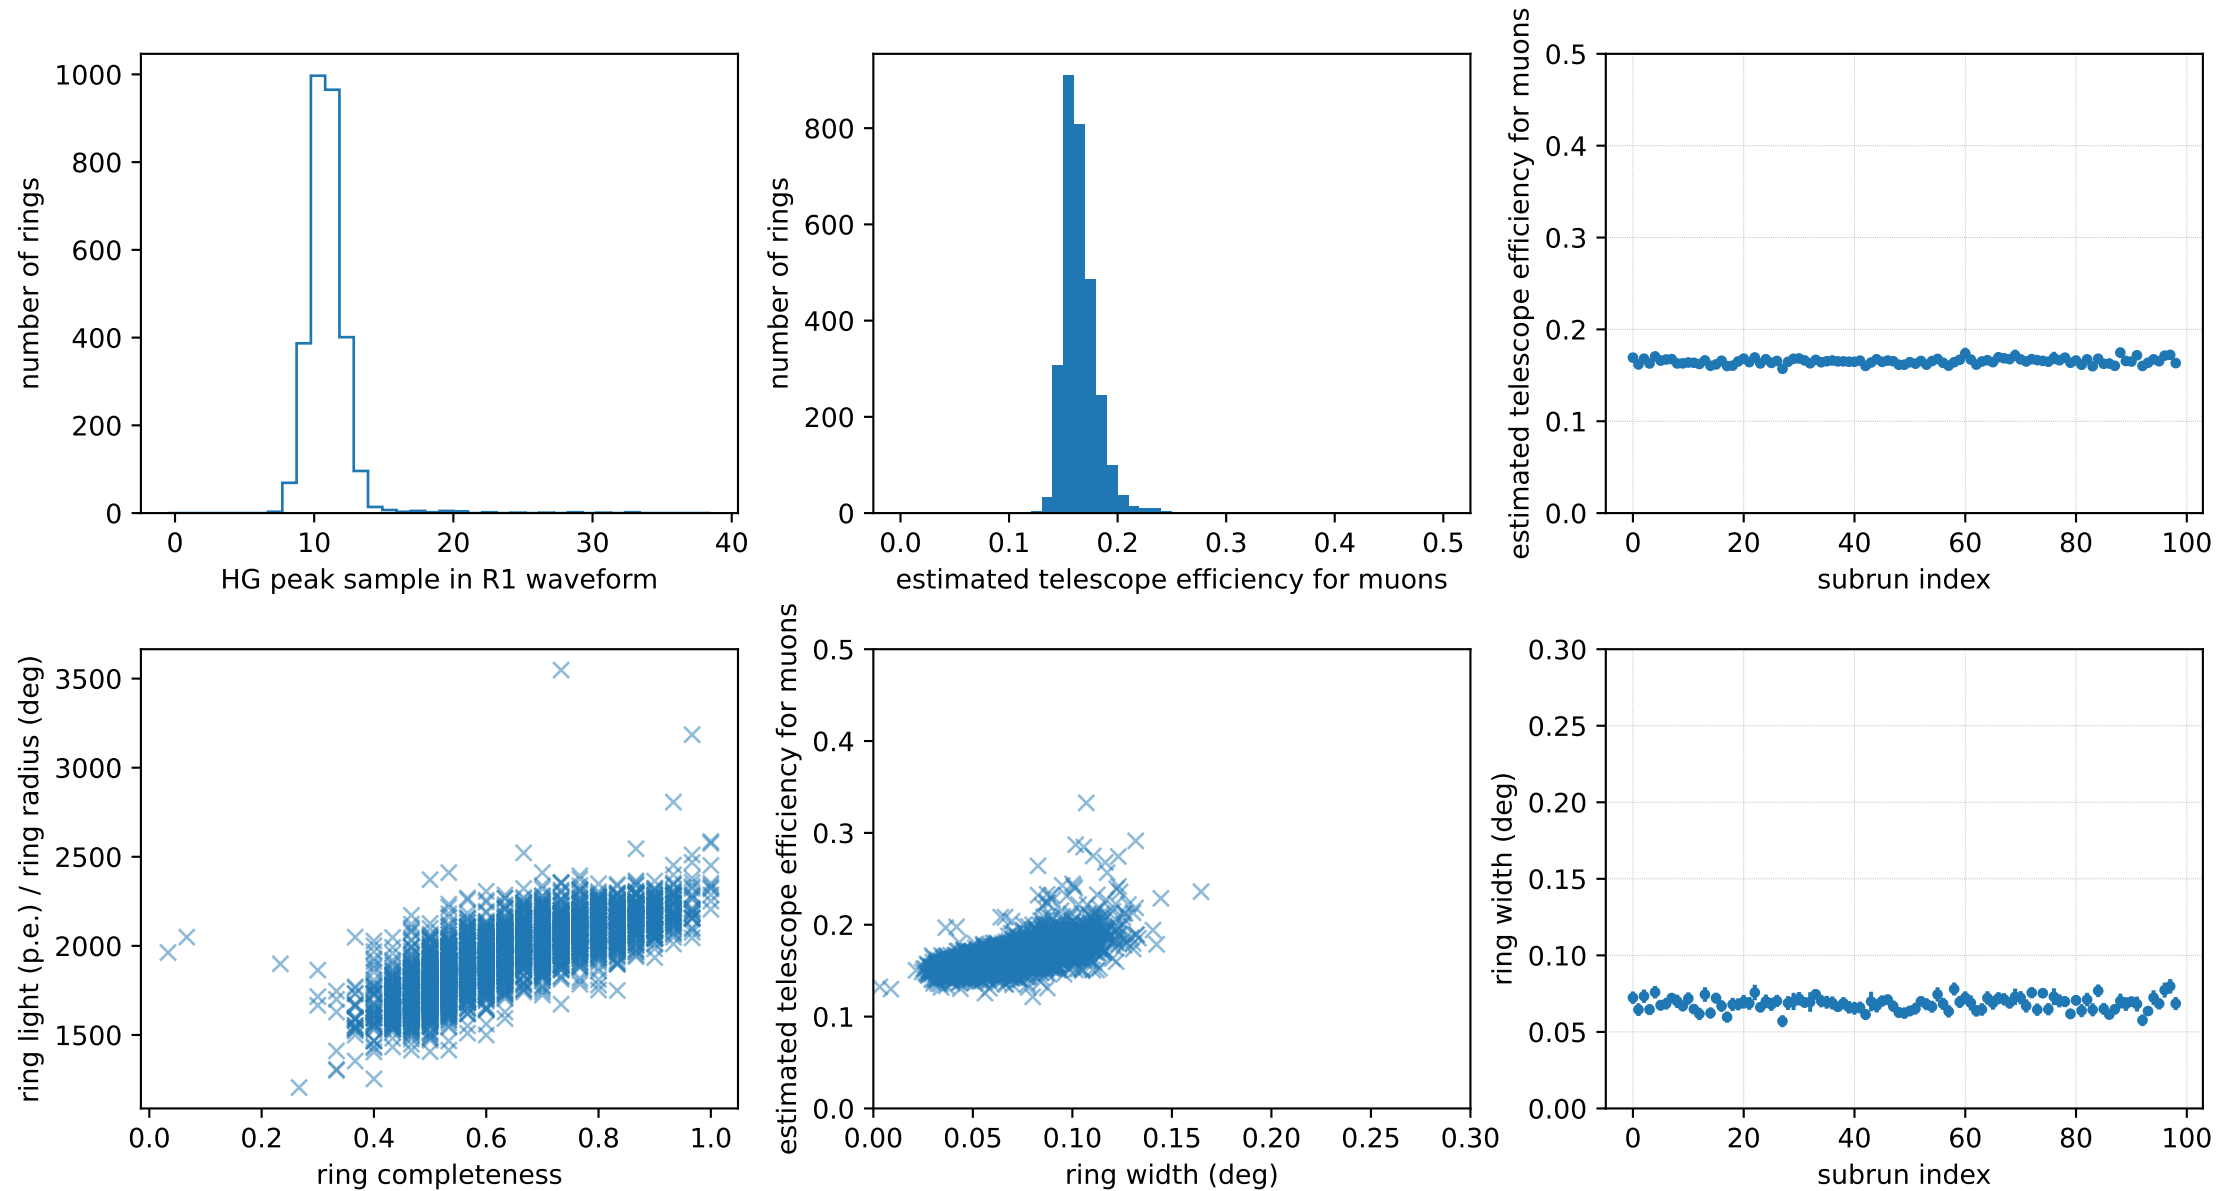 1000
800
600
400
200
0
number of rings
0 10 20 30 40
HG peak sample in R1 waveform
800
600
400
200
0
number of rings
0.0 0.1 0.2 0.3 0.4 0.5
estimated telescope efficiency for muons
0.5
0.4
0.3
0.2
0.1
0.0
estimated telescope efficiency for muons
0 20 40 60 80 100
subrun index
3500
3000
2500
2000
1500
ring light (p.e.) / ring radius (deg)
0.0 0.2 0.4 0.6 0.8 1.0
ring completeness
0.5
0.4
0.3
0.2
0.1
0.0
estimated telescope efficiency for muons
0.00 0.05 0.10 0.15 0.20 0.25 0.30
ring width (deg)
0.30
0.25
0.20
0.15
0.10
0.05
0.00
ring width (deg)
0 20 40 60 80 100
subrun index